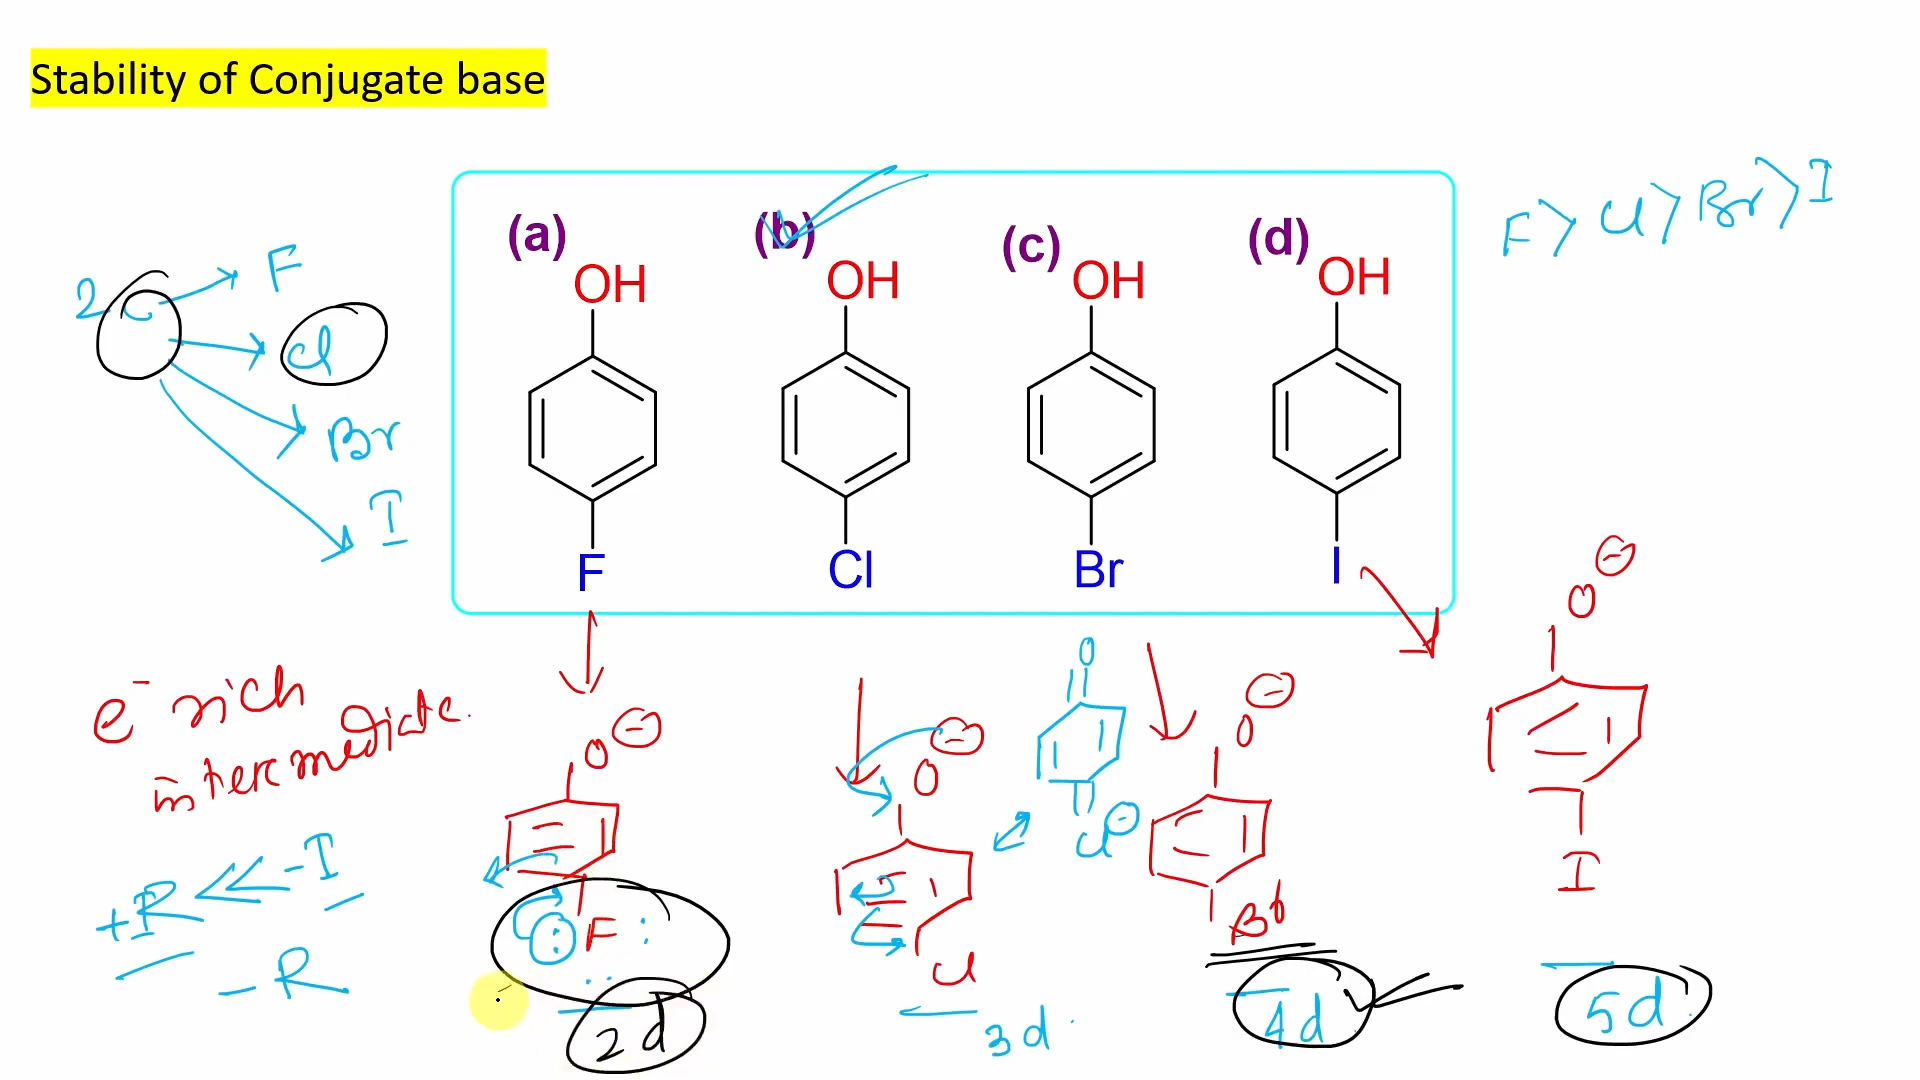 Stability of Conjugate base
(a) (b) (c) (d)
OH OH OH OH
F Cl Br I
F > Cl > Br > I
2
C
F
Cl
Br
I
e⁻ rich
intermediate.
+R << -I
- R
O ⊖
F
2d
O ⊖
Cl
3d
O
Cl ⊖
O ⊖
Br
4d
O ⊖
I
5d